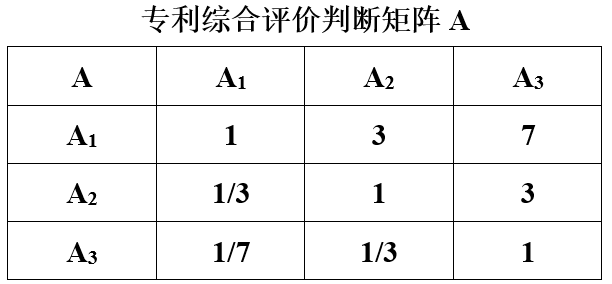 专利综合评价判断矩阵 A
A A₁ A₂ A₃
A₁ 1 3 7
A₂ 1/3 1 3
A₃ 1/7 1/3 1